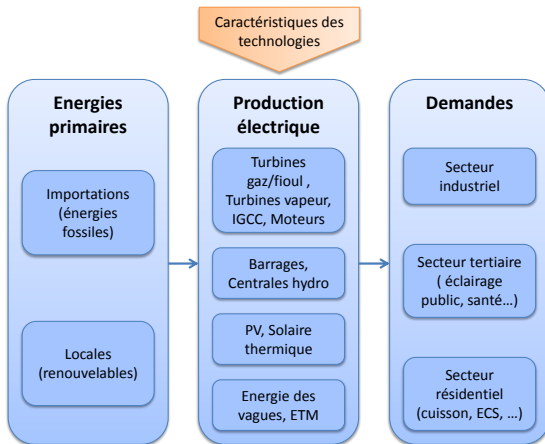 Caractéristiques des
technologies
Energies
primaires
Importations
(énergies
fossiles)
Locales
(renouvelables)
Production
électrique
Turbines
gaz/fioul ,
Turbines vapeur,
IGCC, Moteurs
Barrages,
Centrales hydro
PV, Solaire
thermique
Energie des
vagues, ETM
Demandes
Secteur
industriel
Secteur tertiaire
( éclairage
public, santé…)
Secteur
résidentiel
(cuisson, ECS, …)